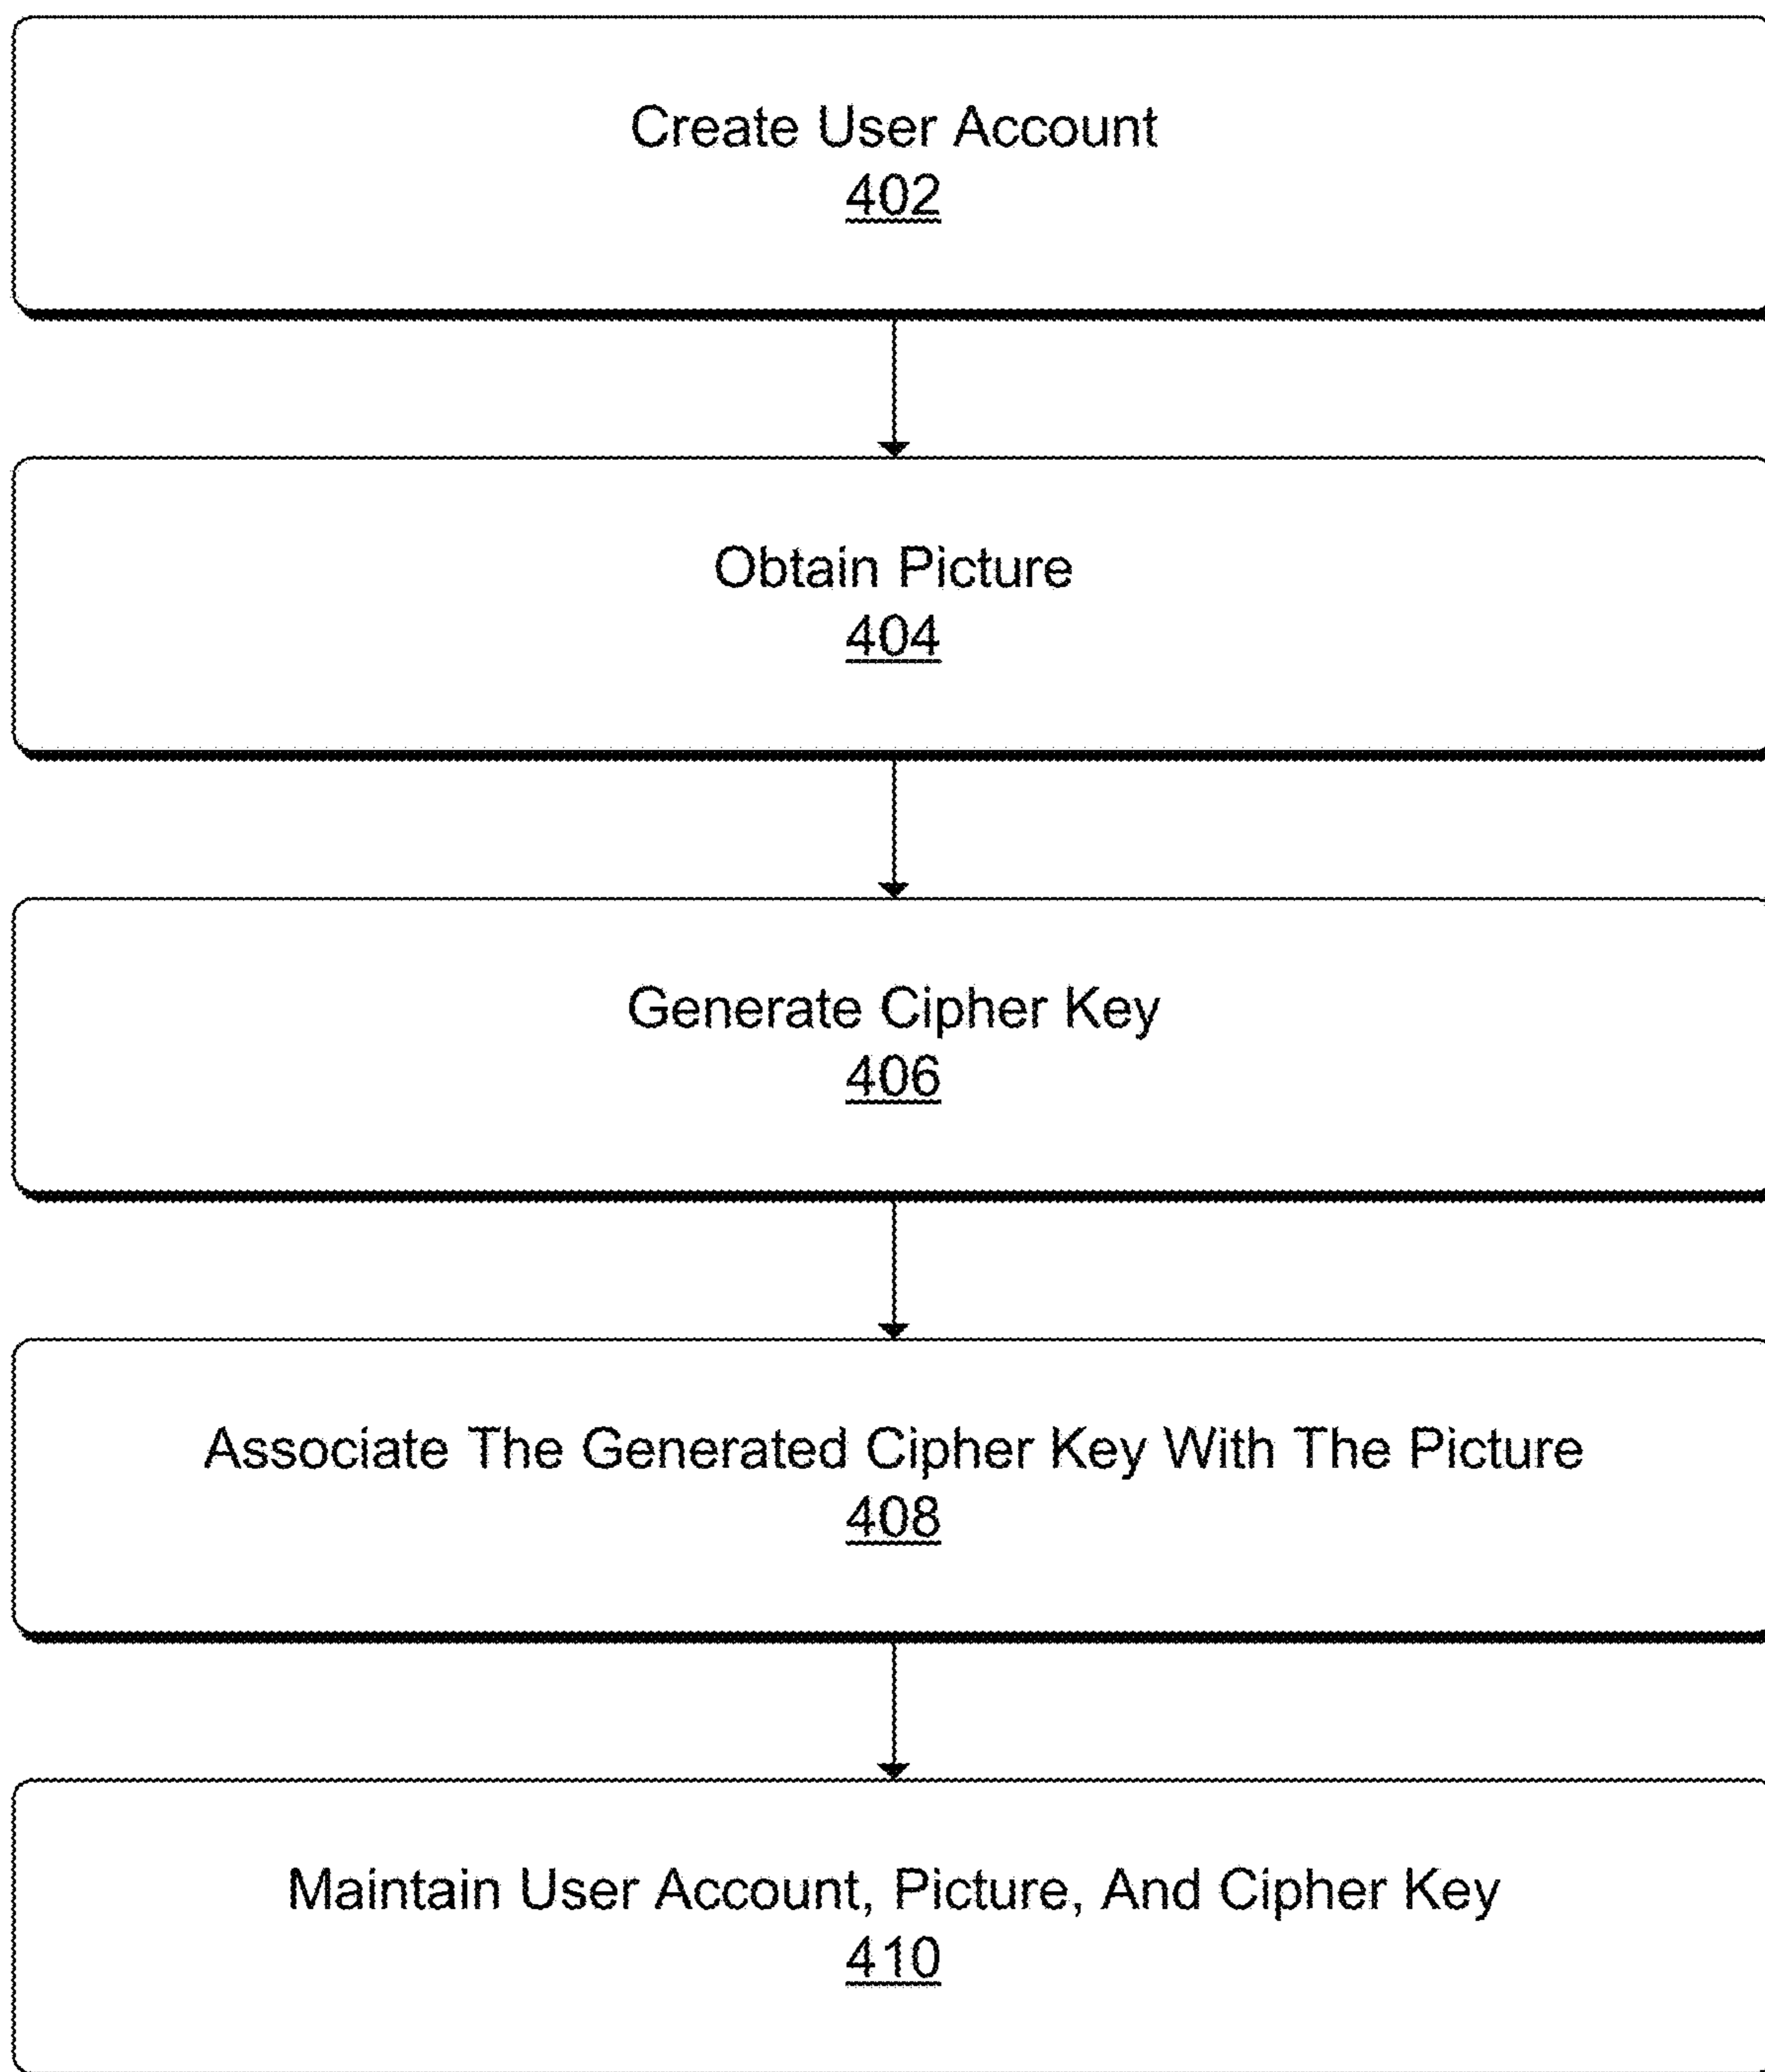 Create User Account
402
Obtain Picture
404
Generate Cipher Key
406
Associate The Generated Cipher Key With The Picture
408
Maintain User Account, Picture, And Cipher Key
410